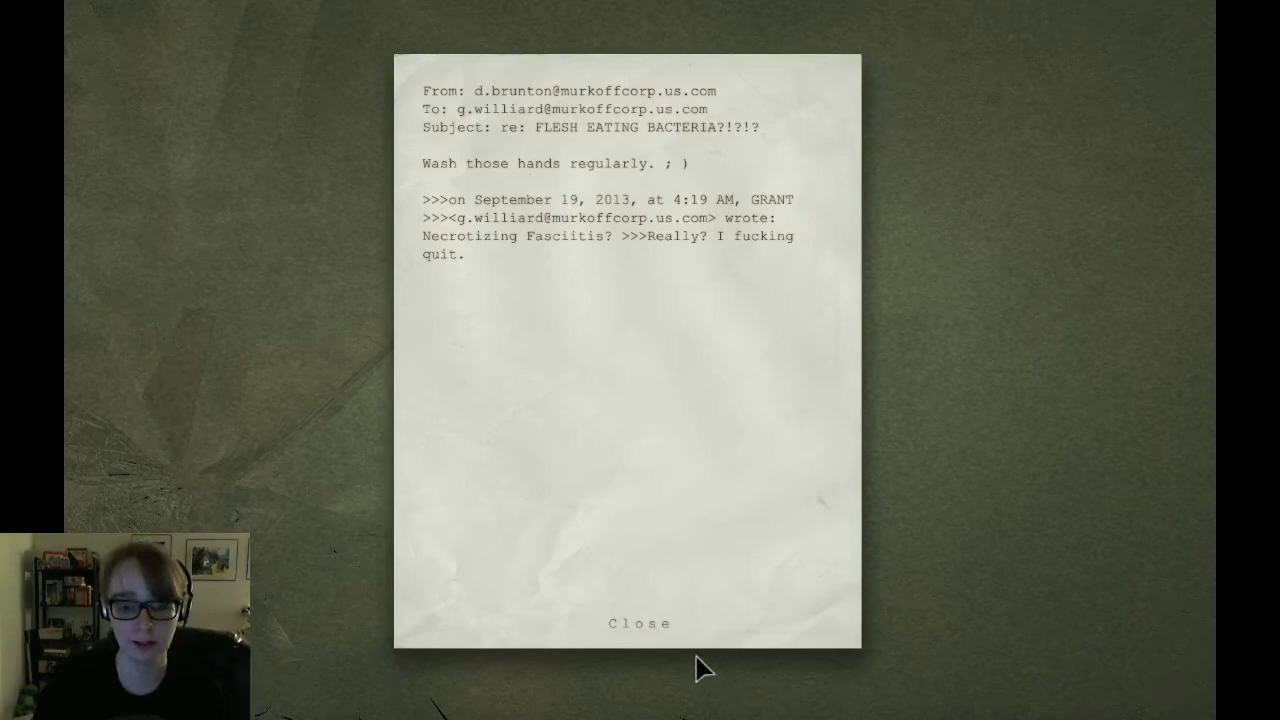 From: d.brunton@murkoffcorp.us.com
To: g.williard@murkoffcorp.us.com
Subject: re: FLESH EATING BACTERIA?!?!?
Wash those hands regularly. ; )
>>>on September 19, 2013, at 4:19 AM, GRANT
>>><g.williard@murkoffcorp.us.com> wrote:
Necrotizing Fasciitis? >>>Really? I fucking
quit.
Close